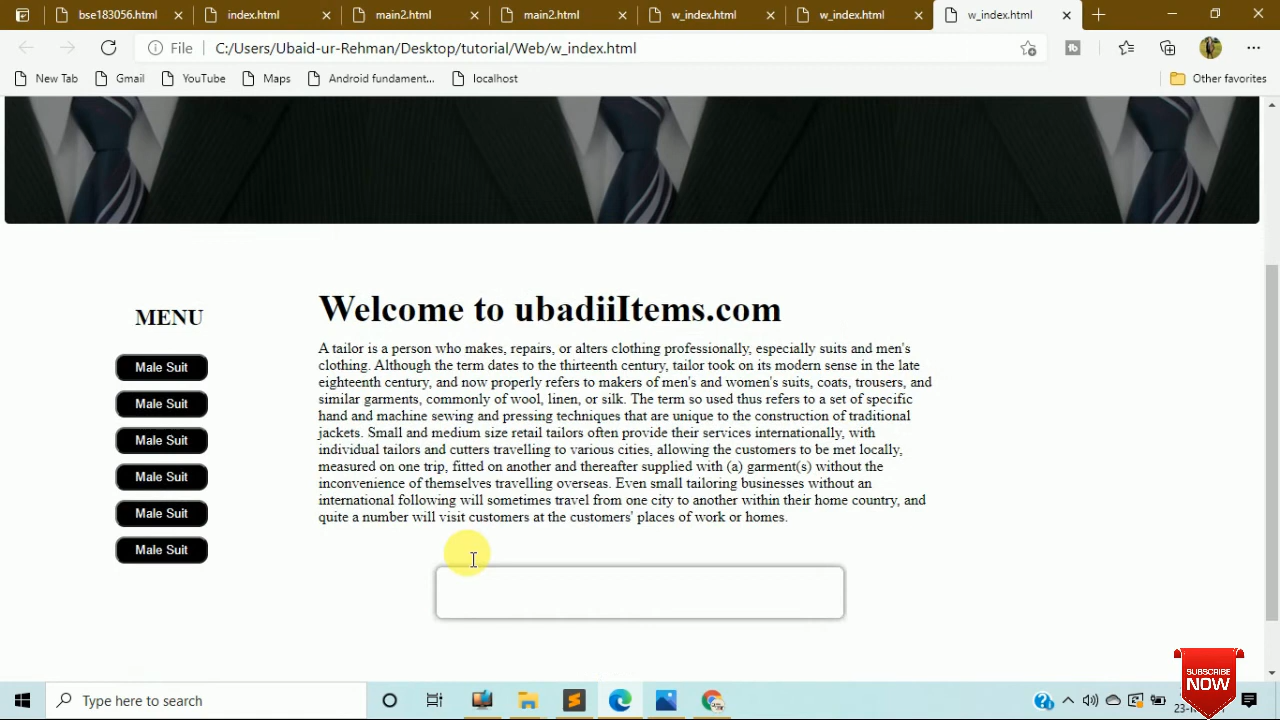 bse183056.html
index.html
main2.html
main2.html
w_index.html
w_index.html
w_index.html
File
C:/Users/Ubaid-ur-Rehman/Desktop/tutorial/Web/w_index.html
New Tab
Gmail
YouTube
Maps
Android fundament...
localhost
Other favorites
MENU
Male Suit
Male Suit
Male Suit
Male Suit
Male Suit
Male Suit
Welcome to ubadiiItems.com
A tailor is a person who makes, repairs, or alters clothing professionally, especially suits and men's
clothing. Although the term dates to the thirteenth century, tailor took on its modern sense in the late
eighteenth century, and now properly refers to makers of men's and women's suits, coats, trousers, and
similar garments, commonly of wool, linen, or silk. The term so used thus refers to a set of specific
hand and machine sewing and pressing techniques that are unique to the construction of traditional
jackets. Small and medium size retail tailors often provide their services internationally, with
individual tailors and cutters travelling to various cities, allowing the customers to be met locally,
measured on one trip, fitted on another and thereafter supplied with (a) garment(s) without the
inconvenience of themselves travelling overseas. Even small tailoring businesses without an
international following will sometimes travel from one city to another within their home country, and
quite a number will visit customers at the customers' places of work or homes.
SUBSCRIBE
NOW
Type here to search